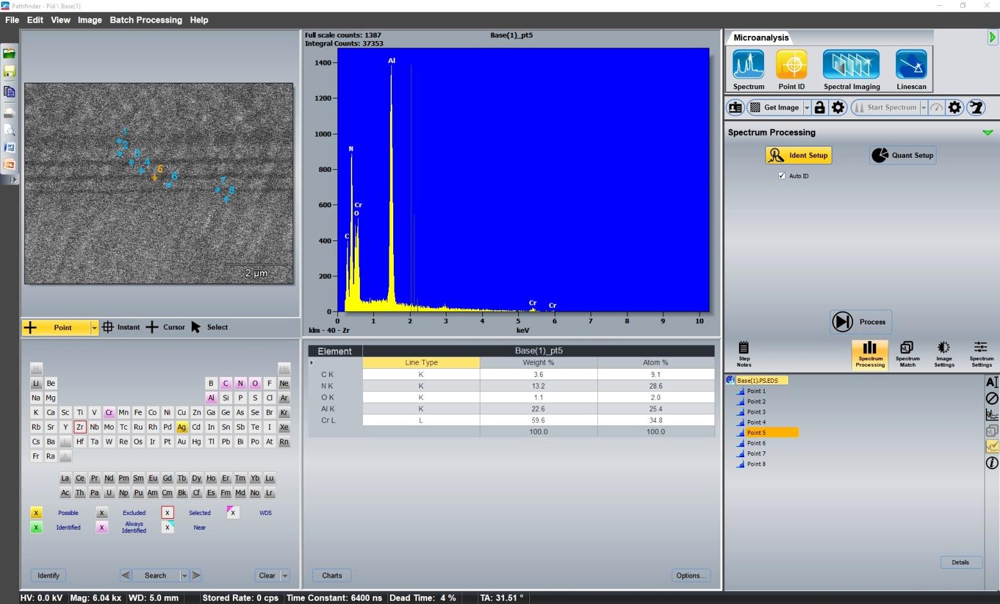 Pathfinder - Pid \ Base(1)
File Edit View Image Batch Processing Help
Full scale counts: 1387
Integral Counts: 37353
Base(1)_pt5
1
2
3
4
5
6
7
8
2 µm
1400
1200
1000
800
600
400
200
0
Al
N
Cr
O
C
Cr
Cr
0 1 2 3 4 5 6 7 8 9 10
klm - 40 - Zr
keV
Point Instant Cursor Select
Microanalysis
Spectrum Point ID Spectral Imaging Linescan
Get Image Start Spectrum
Spectrum Processing
Ident Setup Quant Setup
Auto ID
Process
Step Notes
Spectrum Processing
Spectrum Match
Image Settings
Spectrum Settings
H He
Li Be B C N O F Ne
Na Mg Al Si P S Cl Ar
K Ca Sc Ti V Cr Mn Fe Co Ni Cu Zn Ga Ge As Se Br Kr
Rb Sr Y Zr Nb Mo Tc Ru Rh Pd Ag Cd In Sn Sb Te I Xe
Cs Ba L Hf Ta W Re Os Ir Pt Au Hg Tl Pb Bi Po At Rn
Fr Ra A
La Ce Pr Nd Pm Sm Eu Gd Tb Dy Ho Er Tm Yb Lu
Ac Th Pa U Np Pu Am Cm Bk Cf Es Fm Md No Lr
X Possible X Excluded X Selected X WDS
X Identified X Always Identified X Near
Identify Search Clear
Element Base(1)_pt5
Line Type Weight % Atom %
C K K 3.6 9.1
N K K 13.2 28.6
O K K 1.1 2.0
Al K K 22.6 25.4
Cr L L 59.6 34.8
100.0 100.0
Charts Options...
Base(1).PS.EDS
Point 1
Point 2
Point 3
Point 4
Point 5
Point 6
Point 7
Point 8
Details
HV: 0.0 kV Mag: 6.04 kx WD: 5.0 mm Stored Rate: 0 cps Time Constant: 6400 ns Dead Time: 4 % TA: 31.51 °